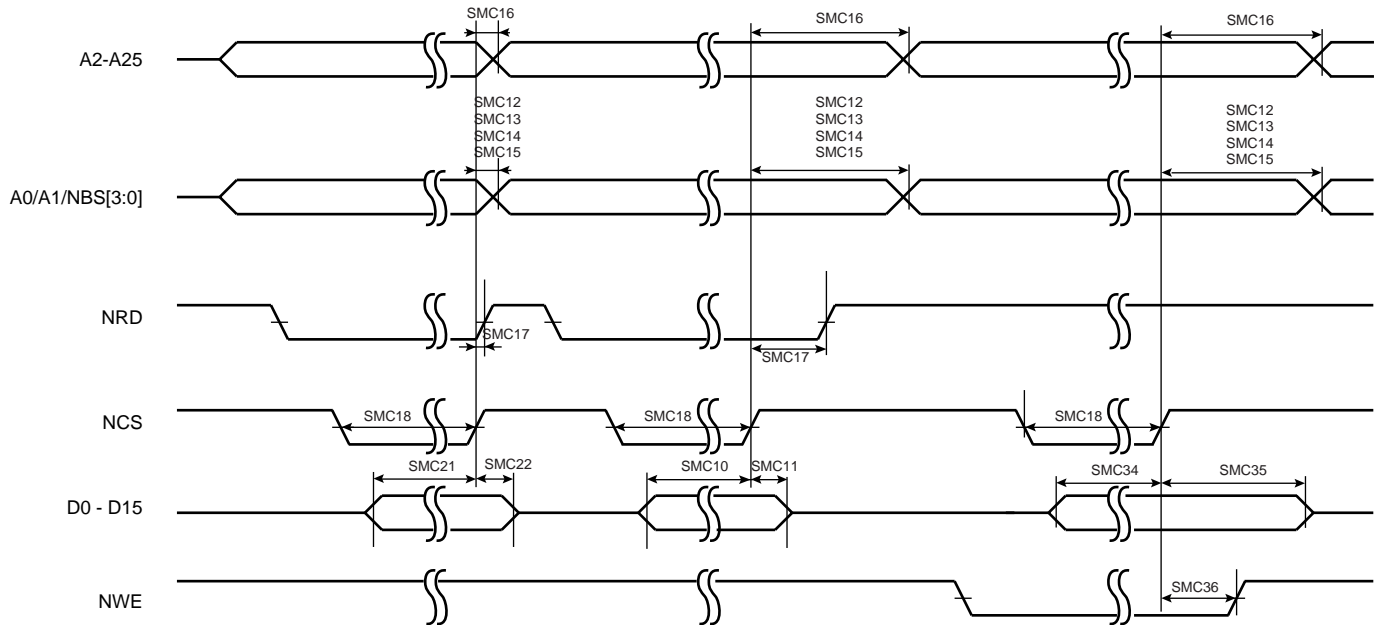 SMC16
SMC16
SMC16
A2-A25
SMC12
SMC13
SMC14
SMC15
SMC12
SMC13
SMC14
SMC15
SMC12
SMC13
SMC14
SMC15
A0/A1/NBS[3:0]
NRD
SMC17
SMC17
NCS
SMC18
SMC18
SMC18
SMC21
SMC22
SMC10
SMC11
SMC34
SMC35
D0 - D15
NWE
SMC36